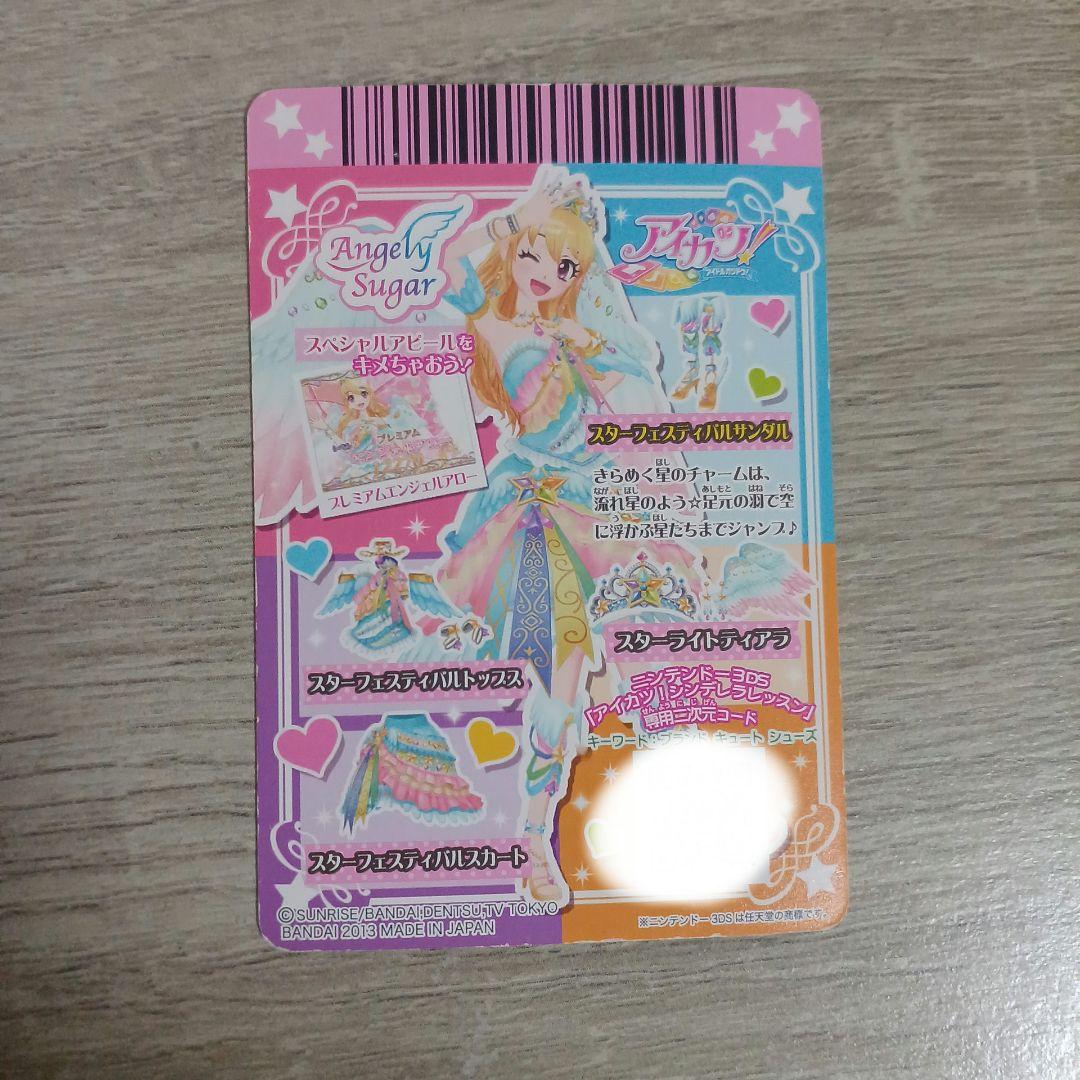 Angely
Sugar
アイカツ!
アイドルカツドウ!
スペシャルアピールを
キメちゃおう!
プレミアム
プレミアムエンジェルアロー
スターフェスティバルサンダル
きらめく星のチャームは、
流れ星のよう☆足元の羽で空
に浮かぶ星たちまでジャンプ♪
スターフェスティバルトップス
スターライトティアラ
ニンテンドー3DS
「アイカツ!シンデレラレッスン」
専用二次元コード
キーワード:ブランド キュート シューズ
スターフェスティバルスカート
©SUNRISE/BANDAI,DENTSU,TV TOKYO
BANDAI 2013 MADE IN JAPAN
※ニンテンドー3DSは任天堂の商標です。